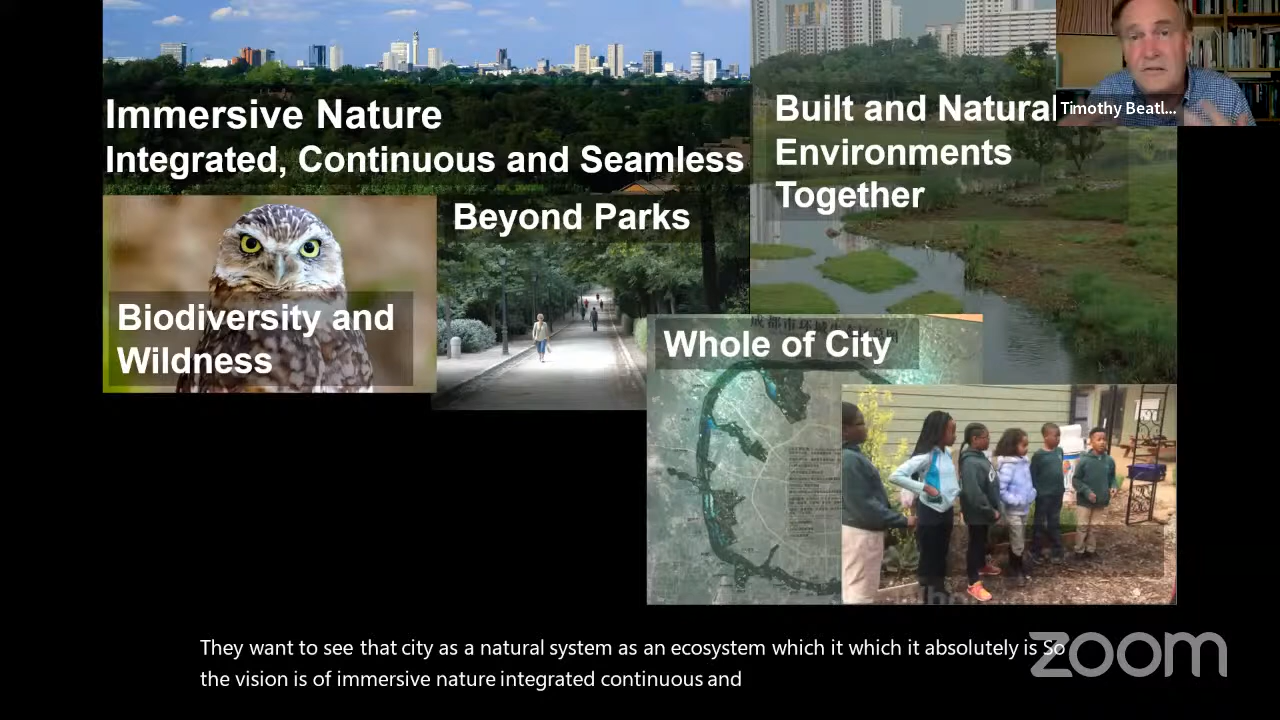 Immersive Nature
Integrated, Continuous and Seamless
Built and Natural
Environments
Together
Timothy Beatl...
Beyond Parks
Biodiversity and
Wildness
Whole of City
They want to see that city as a natural system as an ecosystem which it which it absolutely is So
the vision is of immersive nature integrated continuous and
zoom